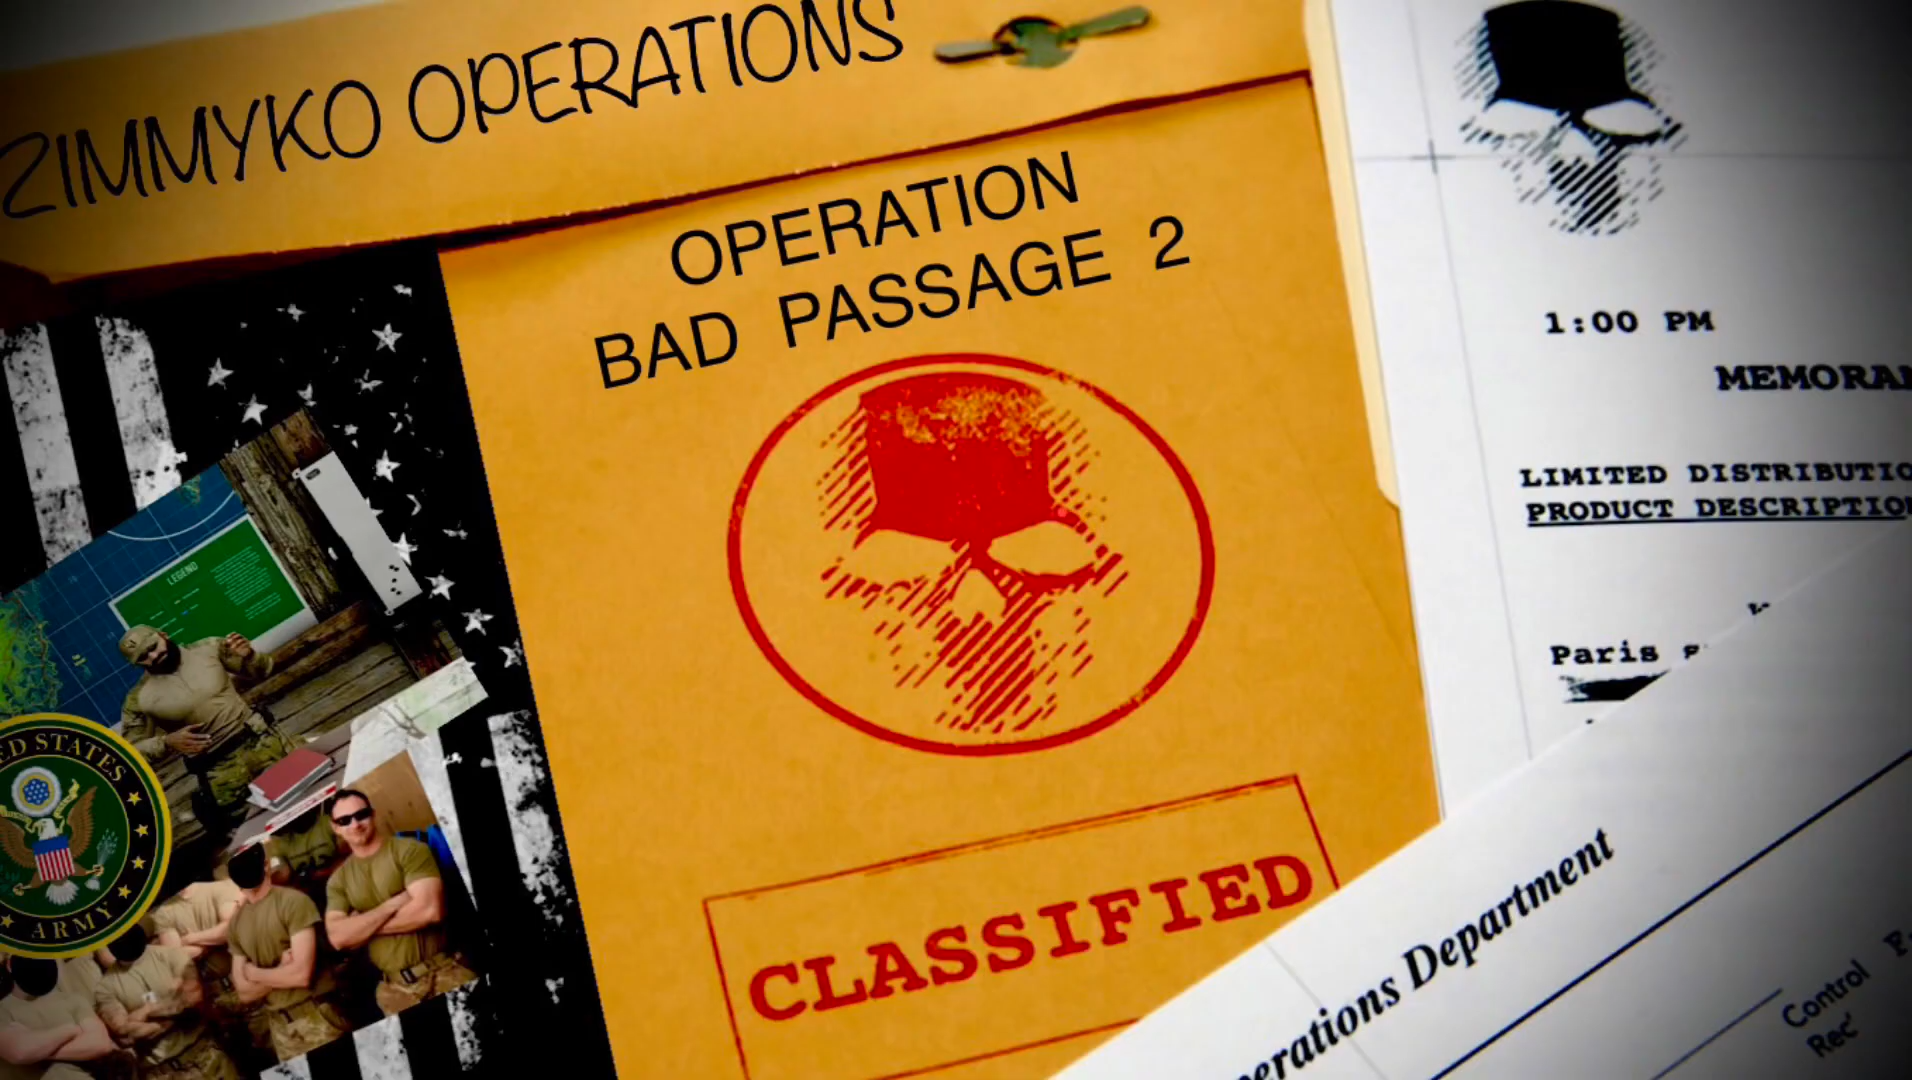 ZIMMYKO OPERATIONS
OPERATION
BAD PASSAGE 2
CLASSIFIED
1:00 PM
MEMORAN
LIMITED DISTRIBUTIO
PRODUCT DESCRIPTIO
Paris
LEGEND
ED STATES
ARMY
erations Department
Control
Rec'